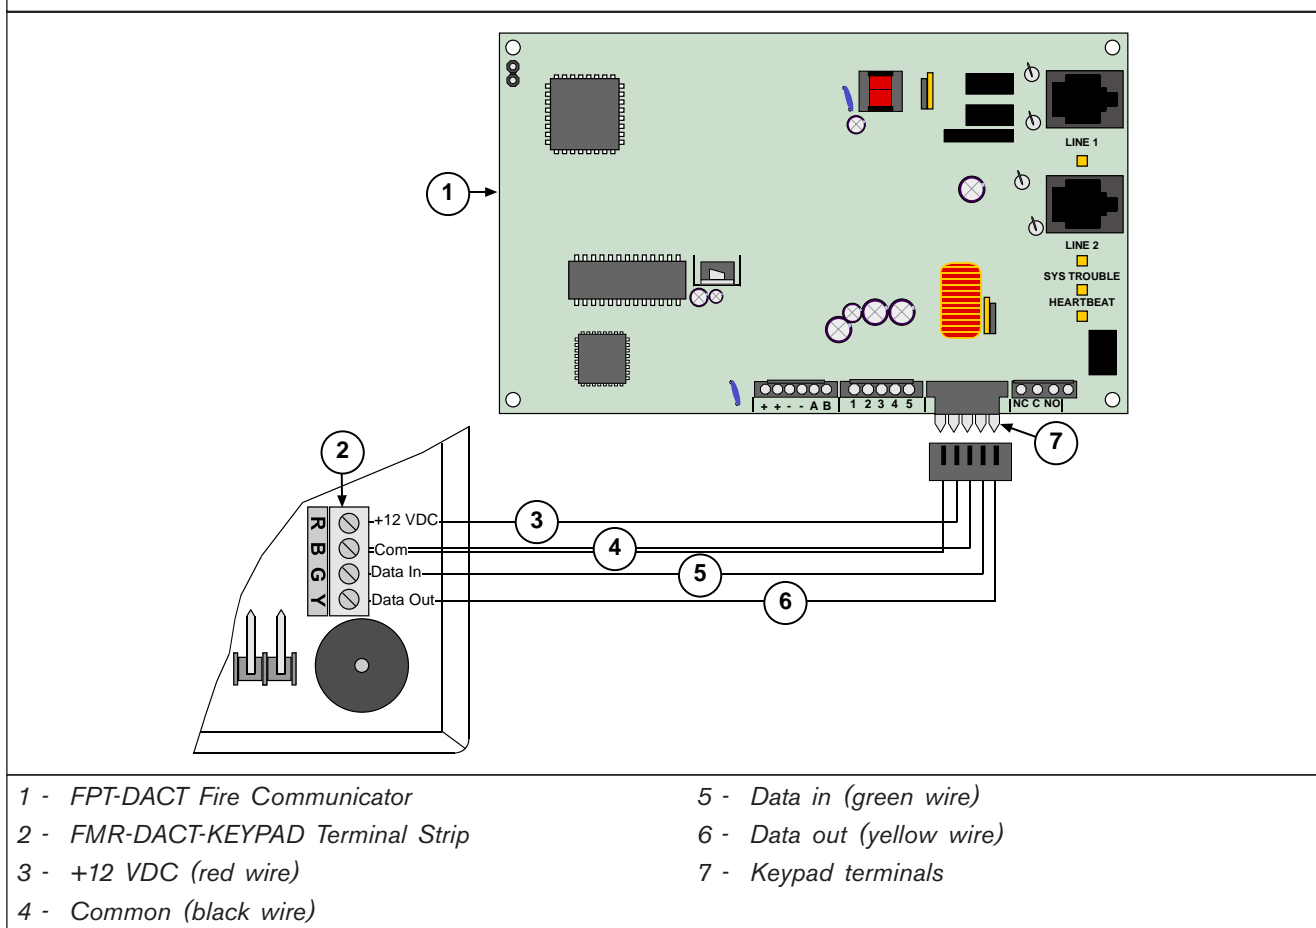 LINE 1
1
LINE 2
SYS TROUBLE
HEARTBEAT
+ + - - A B
1 2 3 4 5
NC C NO
7
2
R
+12 VDC
3
B
Com
4
G
Data In
5
Y
Data Out
6
1 - FPT-DACT Fire Communicator
2 - FMR-DACT-KEYPAD Terminal Strip
3 - +12 VDC (red wire)
4 - Common (black wire)
5 - Data in (green wire)
6 - Data out (yellow wire)
7 - Keypad terminals